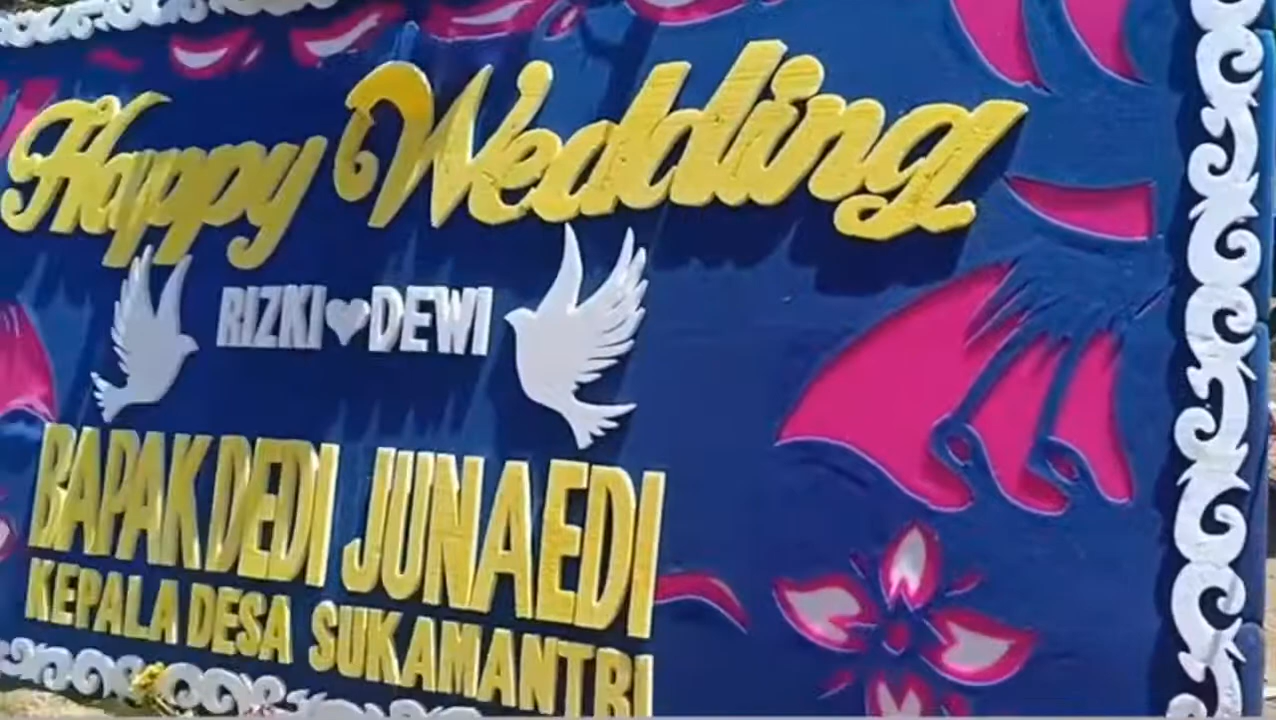 Happy Wedding
RIZKI DEWI
BAPAK DEDI JUNAEDI
KEPALA DESA SUKAMANTRI